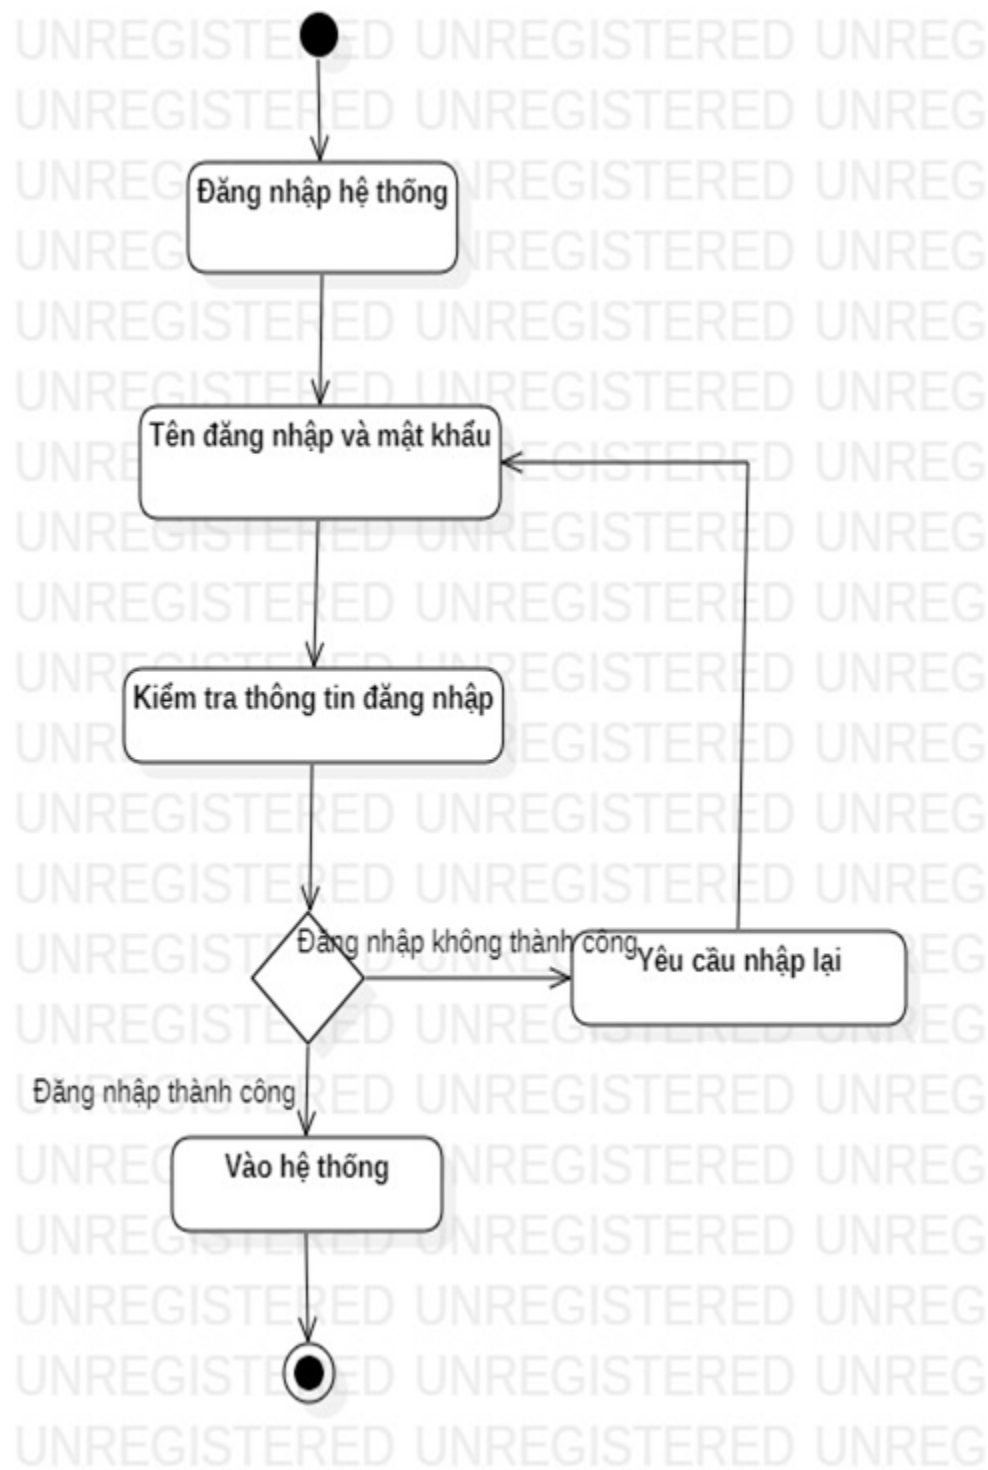 Đăng nhập hệ thống
Tên đăng nhập và mật khẩu
Kiểm tra thông tin đăng nhập
Đăng nhập không thành công
Yêu cầu nhập lại
Đăng nhập thành công
Vào hệ thống
UNREGISTERED UNREGISTERED UNREG